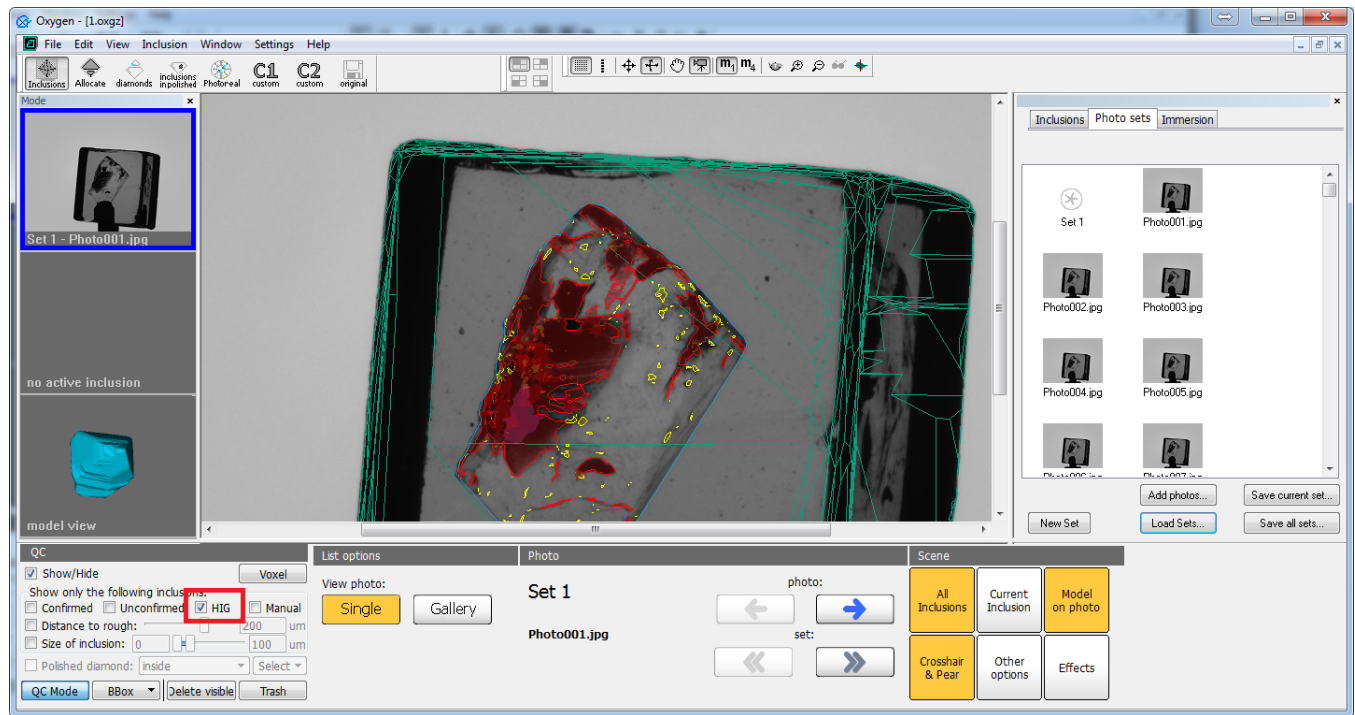 Oxygen - [1.oxgz]
File Edit View Inclusion Window Settings Help
Inclusions Allocate diamonds inclusions in polished Photoreal C1 custom C2 custom original
m1 m4
Mode
Set 1 - Photo001.jpg
no active inclusion
model view
Inclusions Photo sets Immersion
Set 1 Photo001.jpg
Photo002.jpg Photo003.jpg
Photo004.jpg Photo005.jpg
Photo006.jpg Photo007.jpg
Add photos... Save current set...
New Set Load Sets... Save all sets...
QC
Show/Hide Voxel
Show only the following inclusions:
Confirmed Unconfirmed HIG Manual
Distance to rough: 200 um
Size of inclusion: 0 100 um
Polished diamond: inside Select
QC Mode BBox Delete visible Trash
List options
View photo:
Single Gallery
Photo
Set 1
photo:
Photo001.jpg
set:
Scene
All Inclusions
Current Inclusion
Model on photo
Crosshair & Pear
Other options
Effects